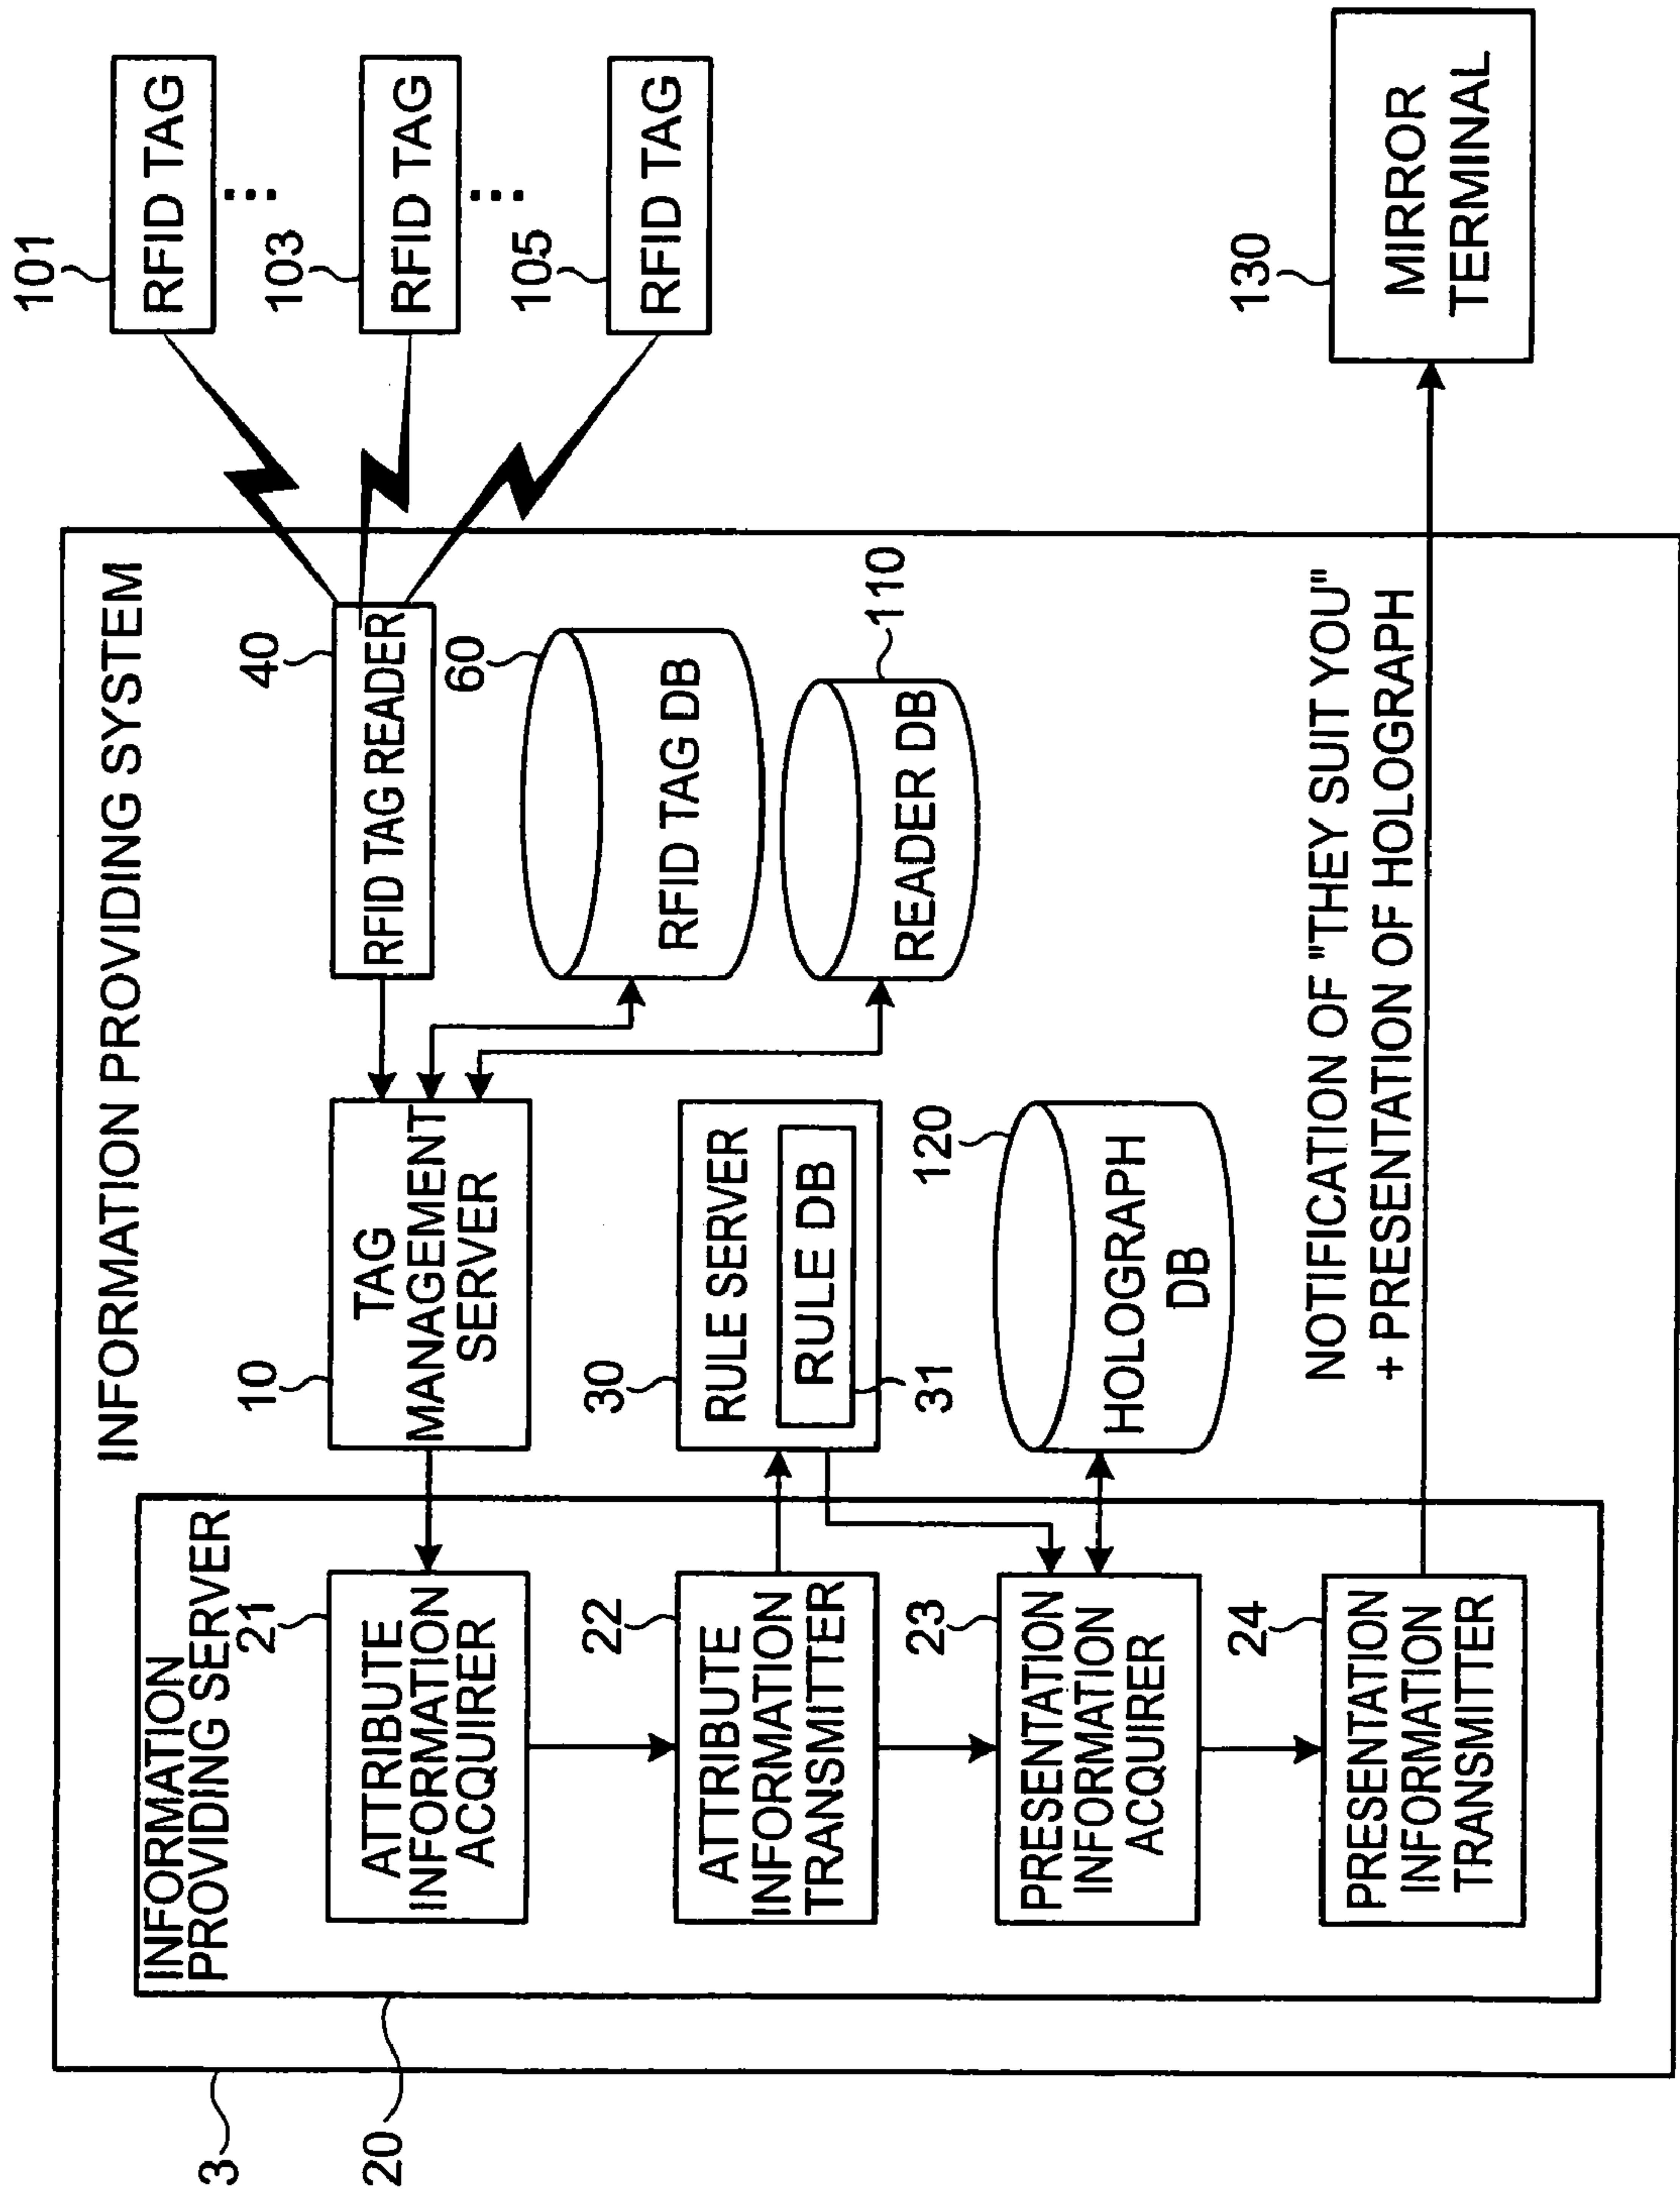 INFORMATION PROVIDING SYSTEM
3
INFORMATION
PROVIDING SERVER
20
21
ATTRIBUTE
INFORMATION
ACQUIRER
22
ATTRIBUTE
INFORMATION
TRANSMITTER
23
PRESENTATION
INFORMATION
ACQUIRER
24
PRESENTATION
INFORMATION
TRANSMITTER
10
TAG
MANAGEMENT
SERVER
30
RULE SERVER
RULE DB
31
120
HOLOGRAPH
DB
40
RFID TAG READER
60
RFID TAG DB
110
READER DB
NOTIFICATION OF "THEY SUIT YOU"
+ PRESENTATION OF HOLOGRAPH
101
RFID TAG
103
RFID TAG
105
RFID TAG
130
MIRROR
TERMINAL